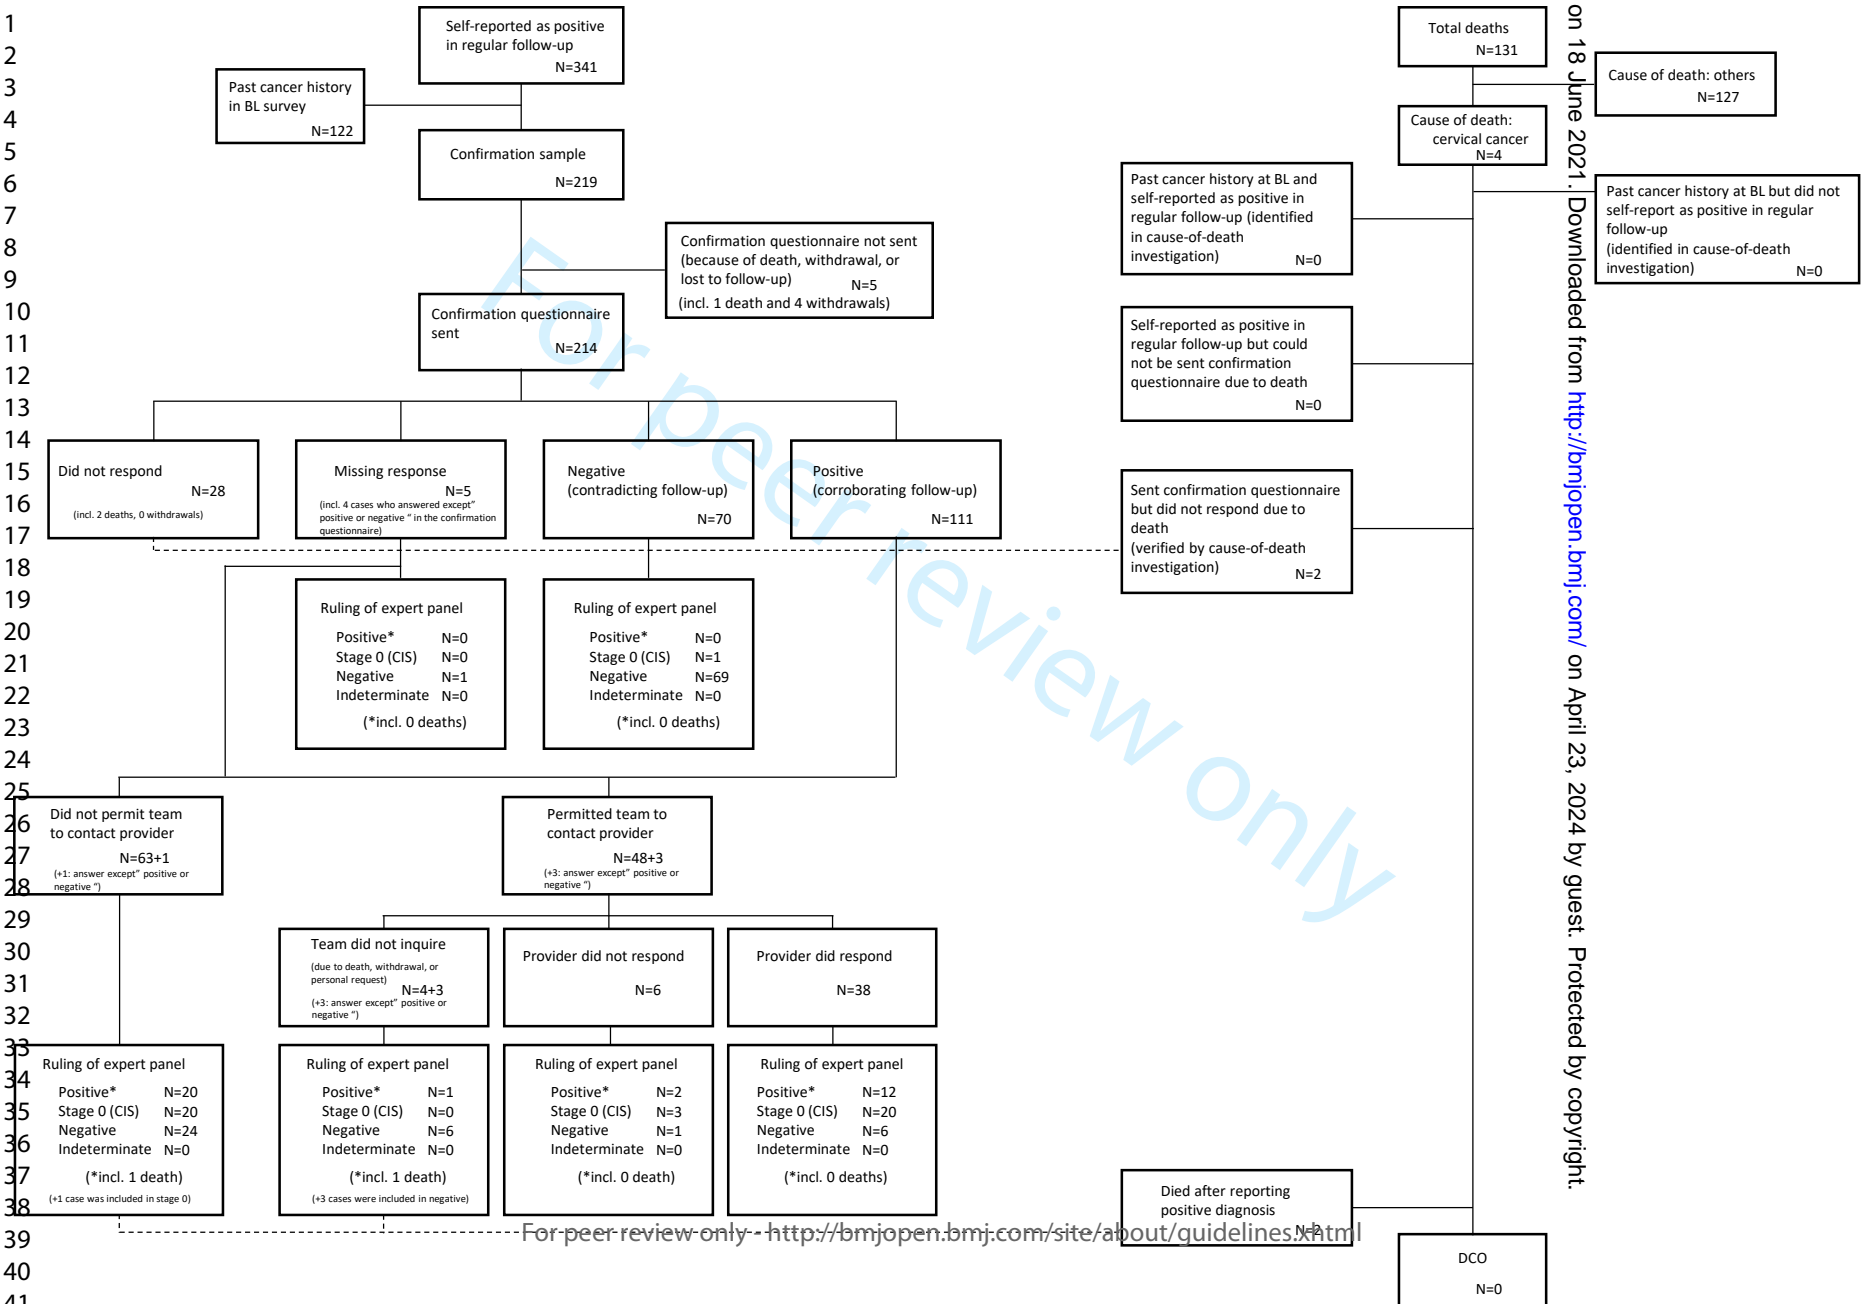 1
2
3
4
5
6
7
8
9
10
11
12
13
14
15
16
17
18
19
20
21
22
23
24
25
26
27
28
29
30
31
32
33
34
35
36
37
38
39
40
41
Self-reported as positive
in regular follow-up
N=341
Past cancer history
in BL survey
N=122
Confirmation sample
N=219
Confirmation questionnaire not sent
(because of death, withdrawal, or
lost to follow-up)
N=5
(incl. 1 death and 4 withdrawals)
Confirmation questionnaire
sent
N=214
Did not respond
N=28
(incl. 2 deaths, 0 withdrawals)
Missing response
N=5
(incl. 4 cases who answered except"
positive or negative " in the confirmation
questionnaire)
Negative
(contradicting follow-up)
N=70
Positive
(corroborating follow-up)
N=111
Ruling of expert panel
Positive* N=0
Stage 0 (CIS) N=0
Negative N=1
Indeterminate N=0
(*incl. 0 deaths)
Ruling of expert panel
Positive* N=0
Stage 0 (CIS) N=1
Negative N=69
Indeterminate N=0
(*incl. 0 deaths)
Did not permit team
to contact provider
N=63+1
(+1: answer except" positive or
negative ")
Permitted team to
contact provider
N=48+3
(+3: answer except" positive or
negative ")
Team did not inquire
(due to death, withdrawal, or
personal request)
N=4+3
(+3: answer except" positive or
negative ")
Provider did not respond
N=6
Provider did respond
N=38
Ruling of expert panel
Positive* N=20
Stage 0 (CIS) N=20
Negative N=24
Indeterminate N=0
(*incl. 1 death)
(+1 case was included in stage 0)
Ruling of expert panel
Positive* N=1
Stage 0 (CIS) N=0
Negative N=6
Indeterminate N=0
(*incl. 1 death)
(+3 cases were included in negative)
Ruling of expert panel
Positive* N=2
Stage 0 (CIS) N=3
Negative N=1
Indeterminate N=0
(*incl. 0 death)
Ruling of expert panel
Positive* N=12
Stage 0 (CIS) N=20
Negative N=6
Indeterminate N=0
(*incl. 0 deaths)
Total deaths
N=131
Cause of death: others
N=127
Cause of death:
cervical cancer
N=4
Past cancer history at BL and
self-reported as positive in
regular follow-up (identified
in cause-of-death
investigation)
N=0
Past cancer history at BL but did not
self-report as positive in regular
follow-up
(identified in cause-of-death
investigation)
N=0
Self-reported as positive in
regular follow-up but could
not be sent confirmation
questionnaire due to death
N=0
Sent confirmation questionnaire
but did not respond due to
death
(verified by cause-of-death
investigation)
N=2
Died after reporting
positive diagnosis
N=2
DCO
N=0
For peer review only
For peer review only - http://bmjopen.bmj.com/site/about/guidelines.xhtml
on 18 June 2021. Downloaded from http://bmjopen.bmj.com/ on April 23, 2024 by guest. Protected by copyright.